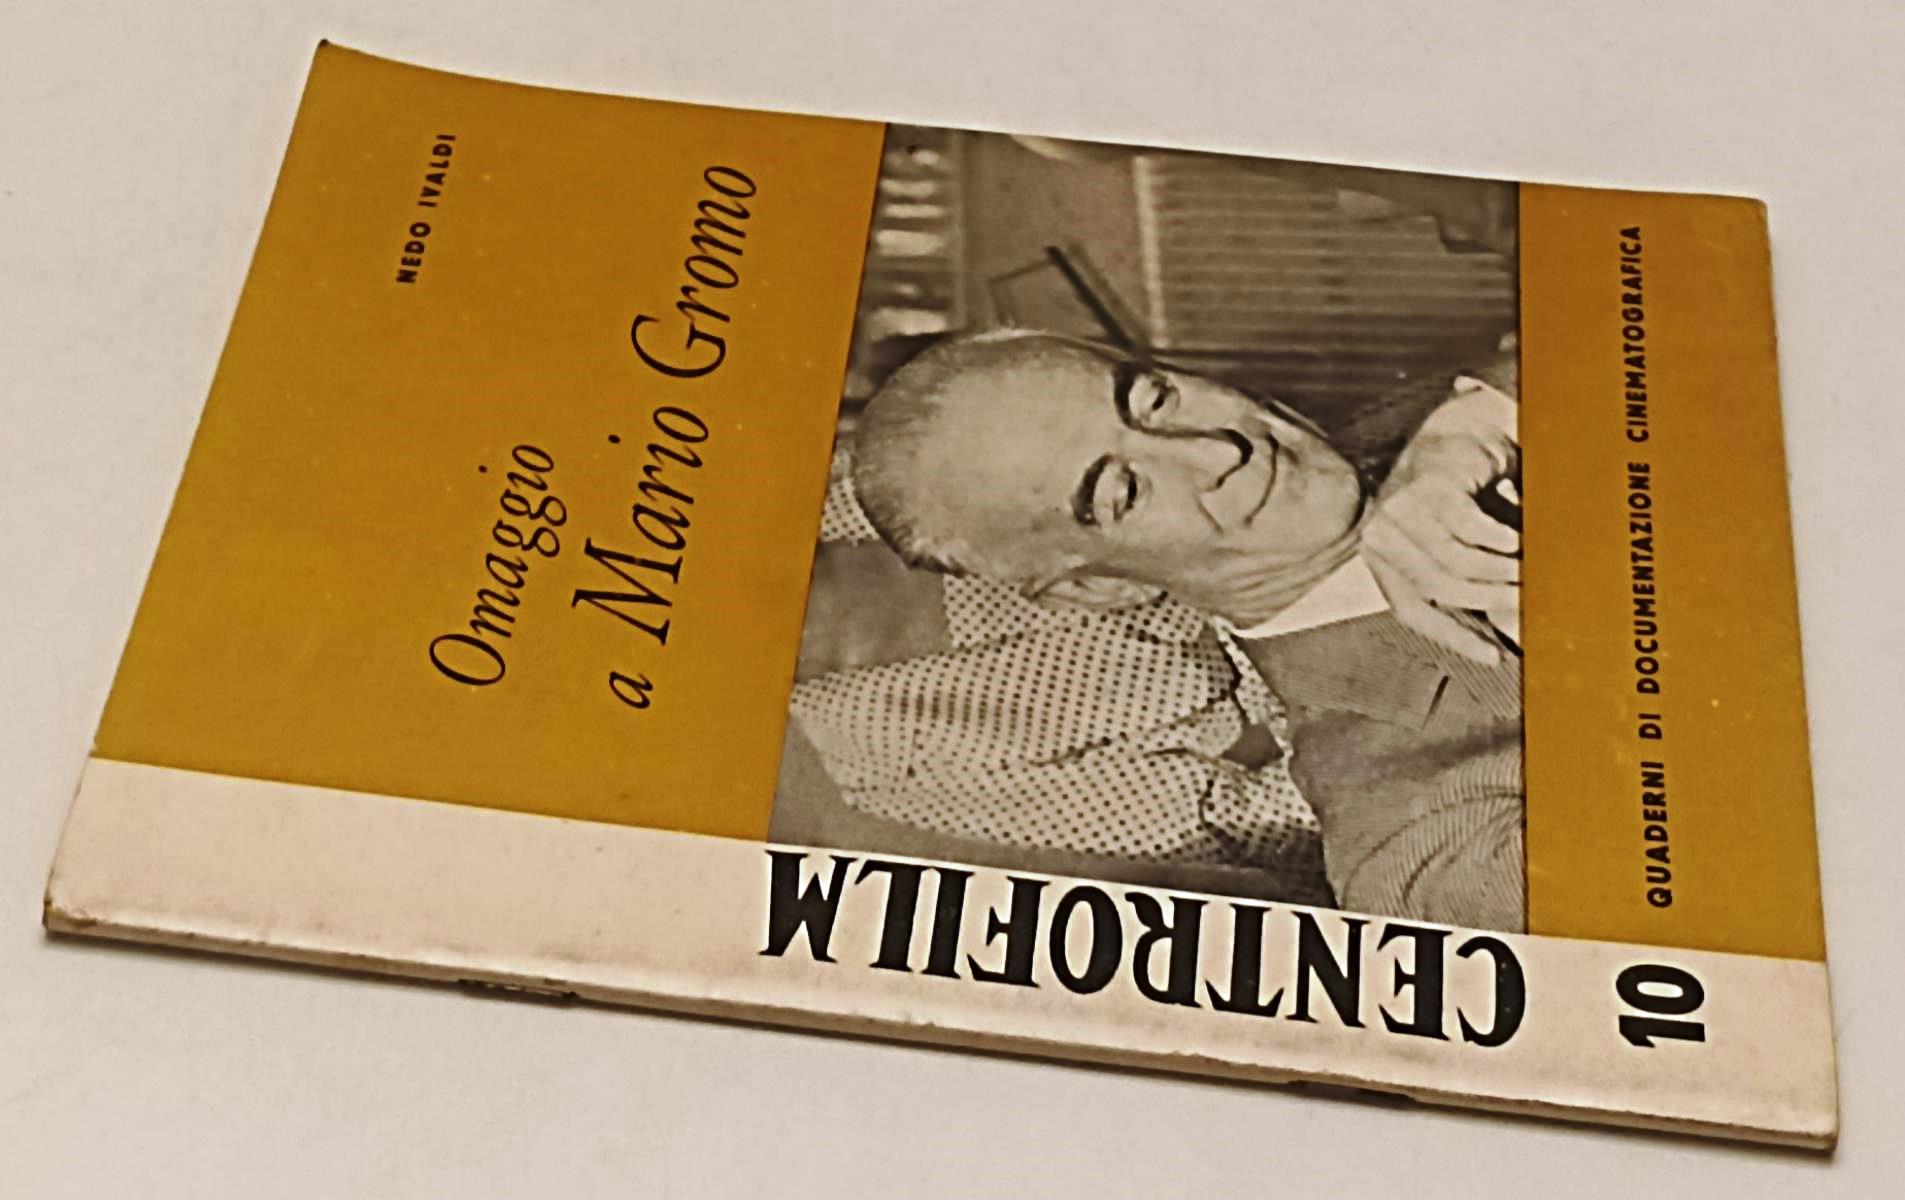 NEDO IVALDI
Omaggio
a Mario Gromo
CENTROFILM
QUADERNI DI DOCUMENTAZIONE CINEMATOGRAFICA
10